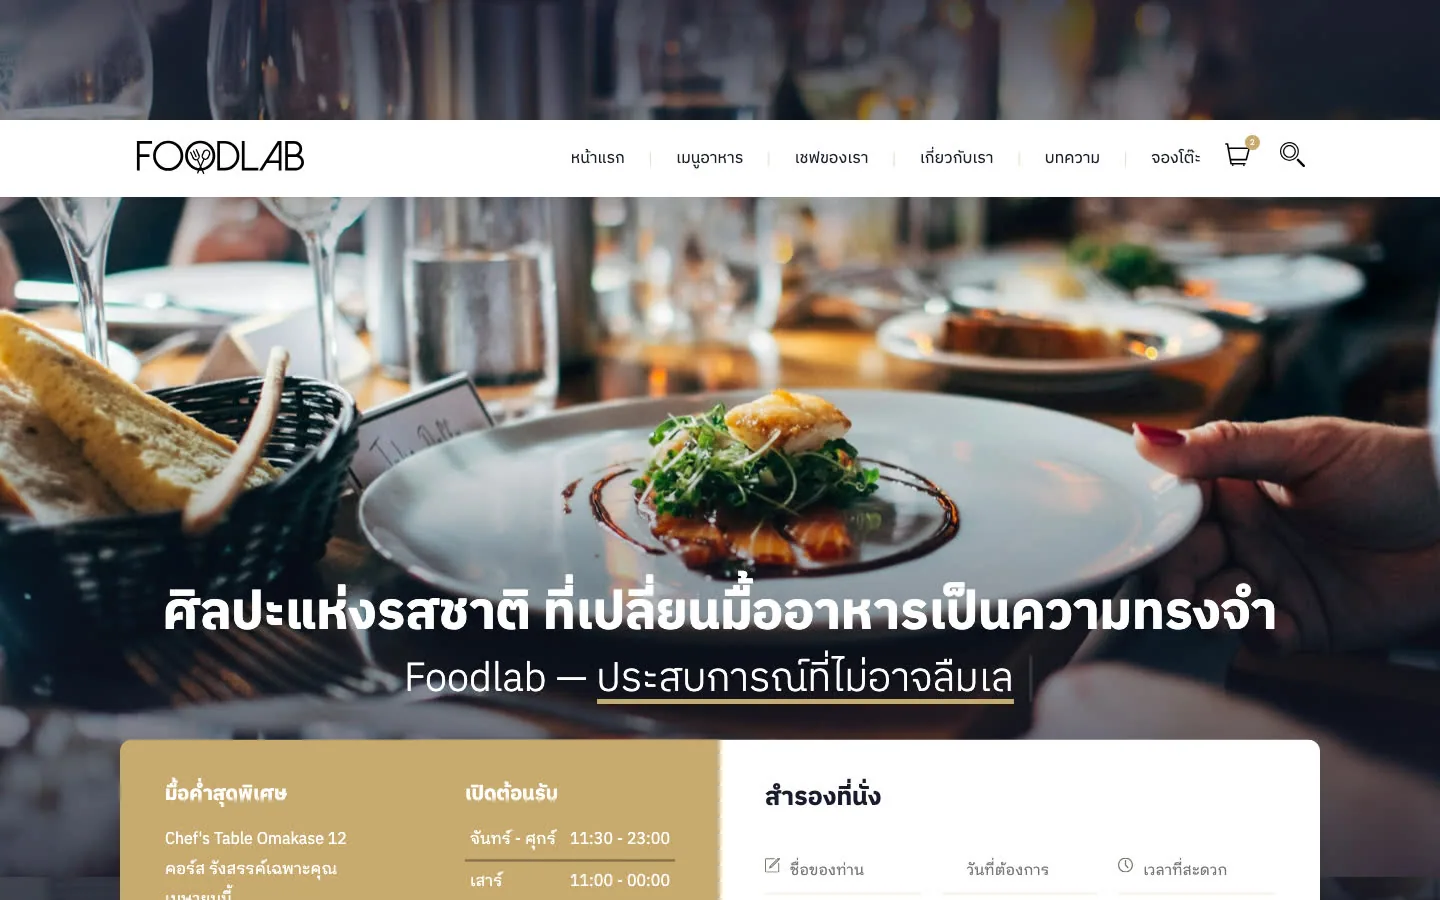 FOODLAB
หน้าแรก
เมนูอาหาร
เชฟของเรา
เกี่ยวกับเรา
บทความ
จองโต๊ะ
2
ศิลปะแห่งรสชาติ ที่เปลี่ยนมื้ออาหารเป็นความทรงจำ
Foodlab — ประสบการณ์ที่ไม่อาจลืมเล
มื้อค่ำสุดพิเศษ
Chef's Table Omakase 12
คอร์ส รังสรรค์เฉพาะคุณ
เมษายนนี้
เปิดต้อนรับ
จันทร์ - ศุกร์ 11:30 - 23:00
เสาร์ 11:00 - 00:00
สำรองที่นั่ง
ชื่อของท่าน
วันที่ต้องการ
เวลาที่สะดวก